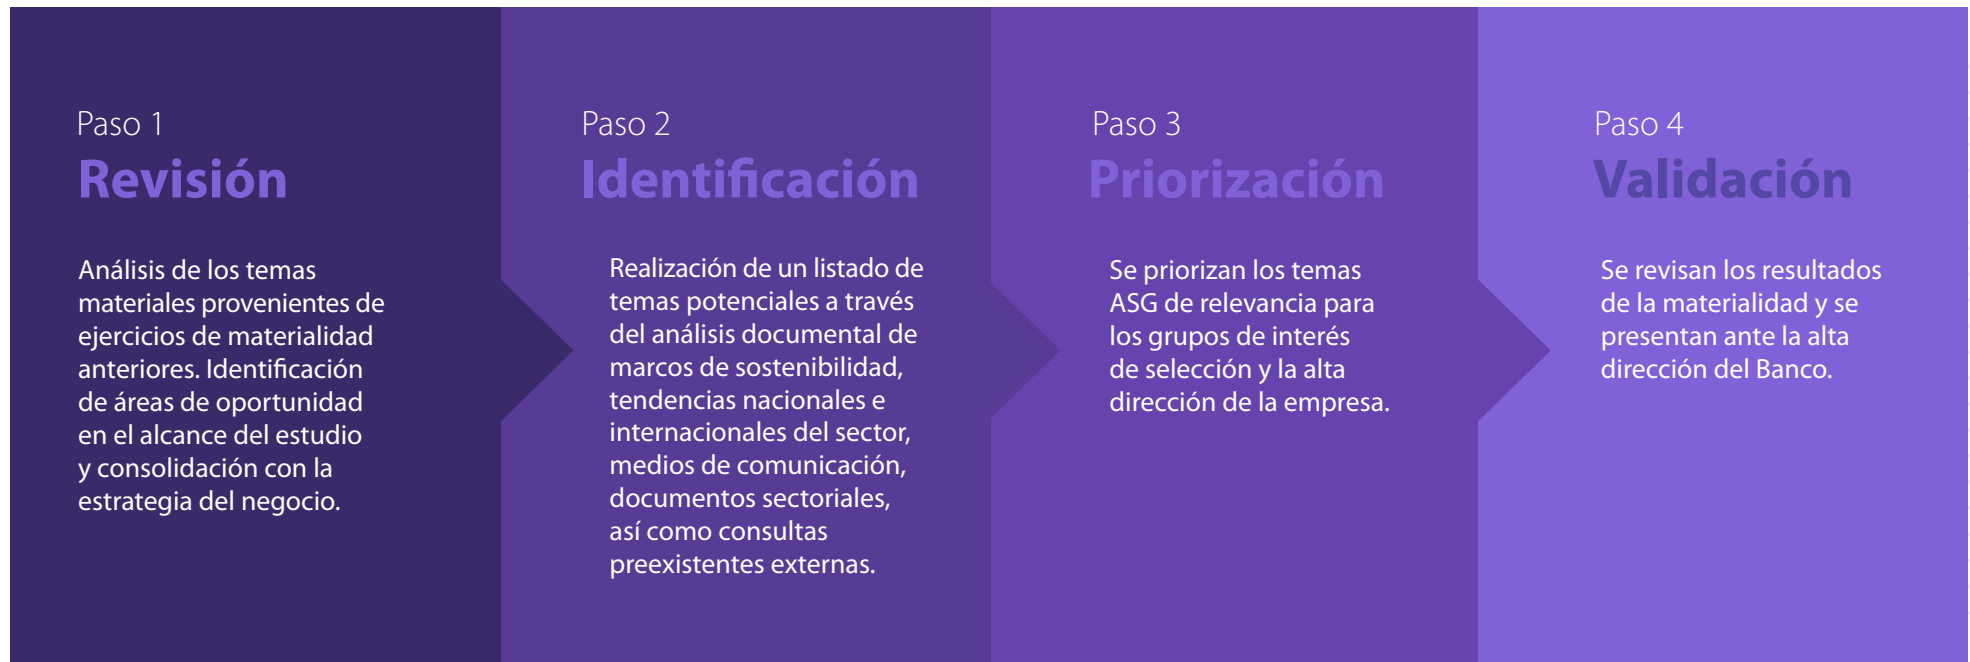 Paso 1
Revisión
Análisis de los temas
materiales provenientes de
ejercicios de materialidad
anteriores. Identificación
de áreas de oportunidad
en el alcance del estudio
y consolidación con la
estrategia del negocio.
Paso 2
Identificación
Realización de un listado de
temas potenciales a través
del análisis documental de
marcos de sostenibilidad,
tendencias nacionales e
internacionales del sector,
medios de comunicación,
documentos sectoriales,
así como consultas
preexistentes externas.
Paso 3
Priorización
Se priorizan los temas
ASG de relevancia para
los grupos de interés
de selección y la alta
dirección de la empresa.
Paso 4
Validación
Se revisan los resultados
de la materialidad y se
presentan ante la alta
dirección del Banco.